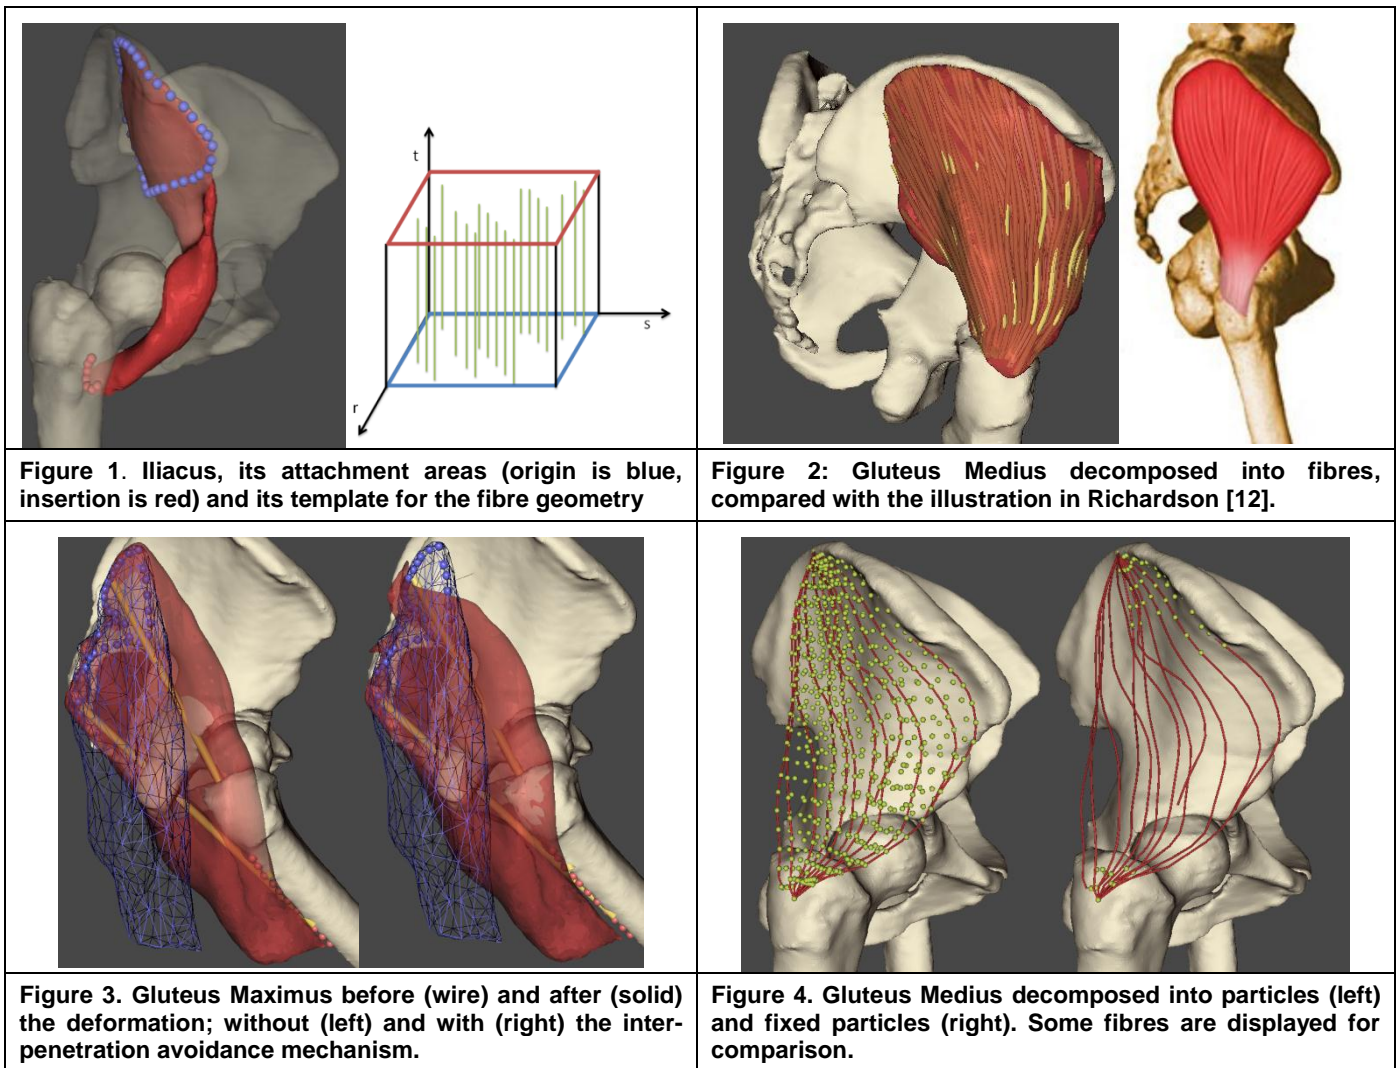 t
s
r
Figure 1. Iliacus, its attachment areas (origin is blue,
insertion is red) and its template for the fibre geometry
Figure 2: Gluteus Medius decomposed into fibres,
compared with the illustration in Richardson [12].
Figure 3. Gluteus Maximus before (wire) and after (solid)
the deformation; without (left) and with (right) the inter-
penetration avoidance mechanism.
Figure 4. Gluteus Medius decomposed into particles (left)
and fixed particles (right). Some fibres are displayed for
comparison.